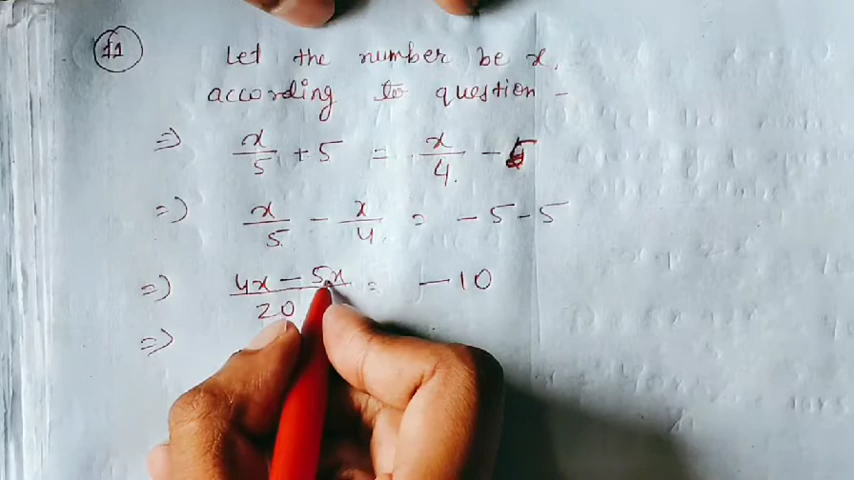 11
Let the number be x.
according to question -
=> x/5 + 5 = x/4 - 5
=> x/5 - x/4 = - 5 - 5
=> 4x - 5x/20 = - 10
=>